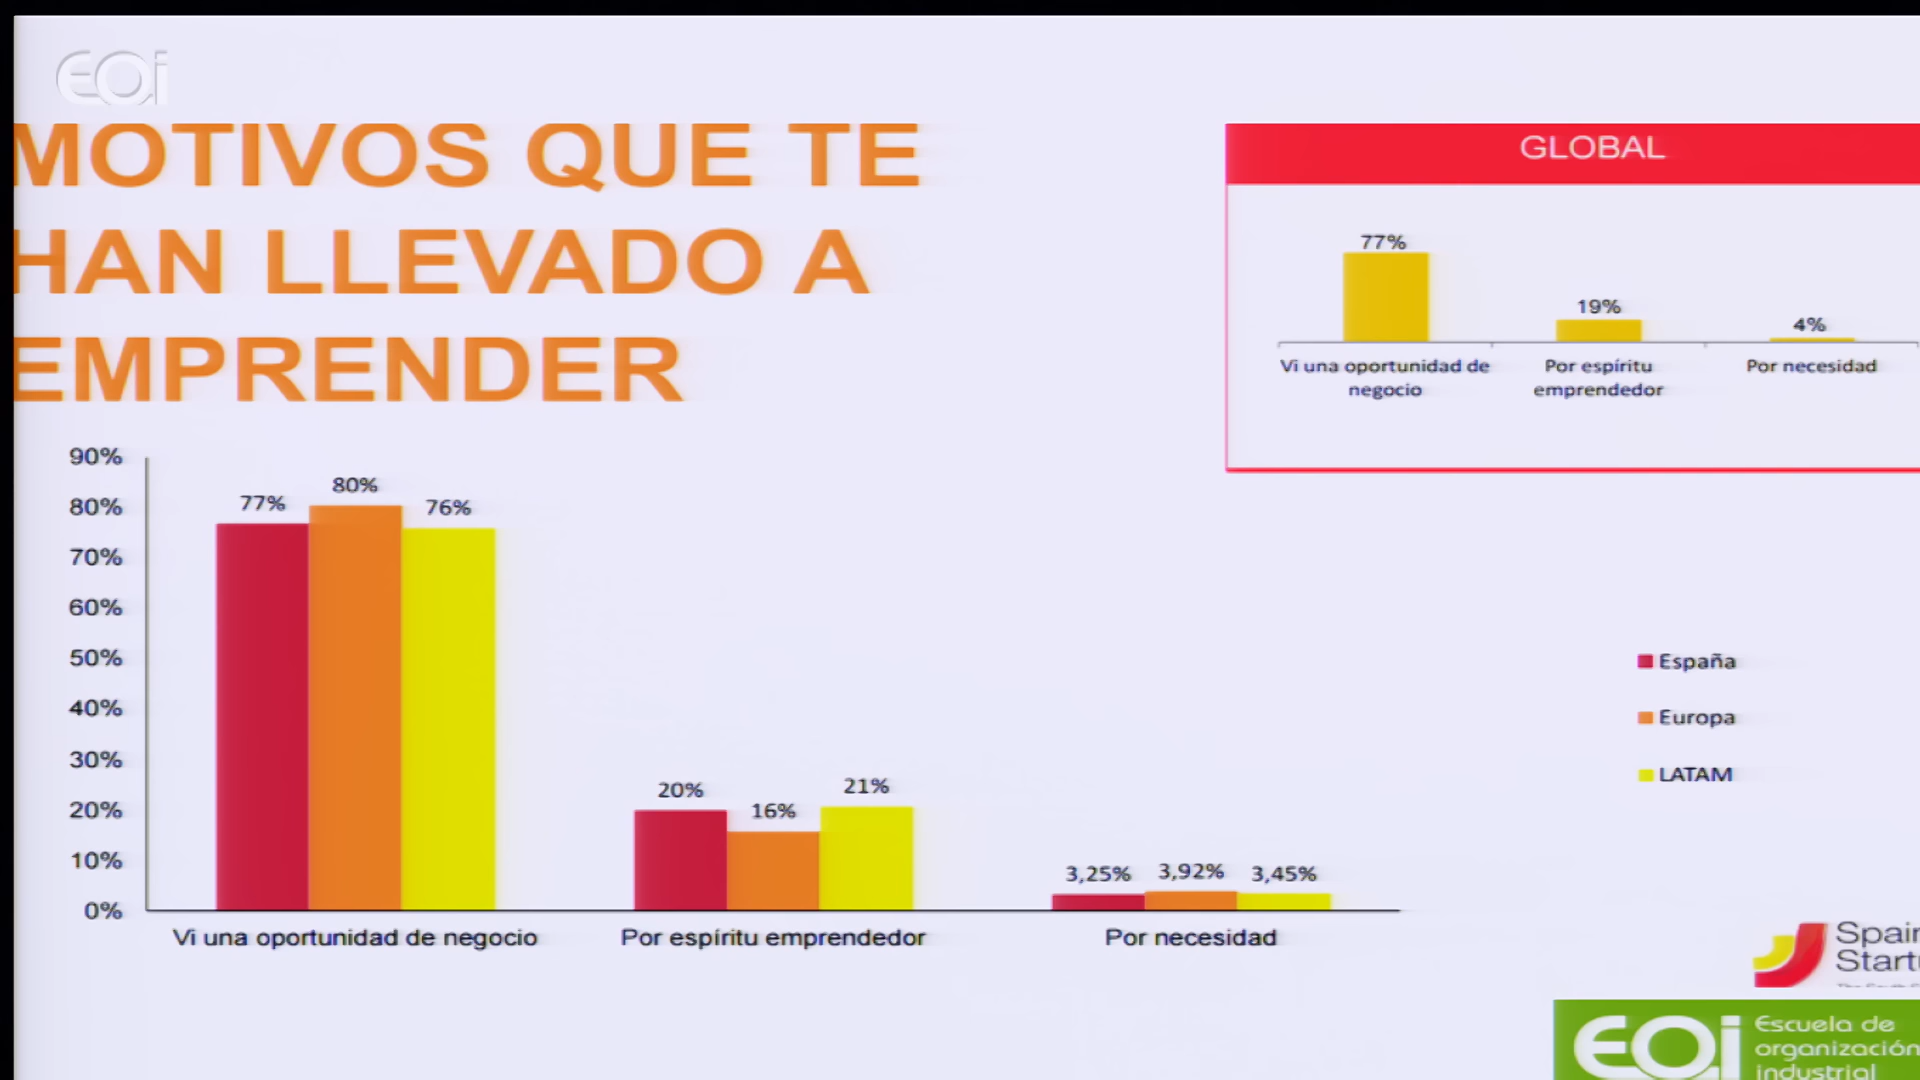 EOi
MOTIVOS QUE TE
HAN LLEVADO A
EMPRENDER
GLOBAL
77%
19%
4%
Vi una oportunidad de
negocio
Por espíritu
emprendedor
Por necesidad
90%
80%
70%
60%
50%
40%
30%
20%
10%
0%
77%
80%
76%
20%
16%
21%
3,25%
3,92%
3,45%
Vi una oportunidad de negocio
Por espíritu emprendedor
Por necesidad
España
Europa
LATAM
Spain
Start
EOi
Escuela de
organización
industrial